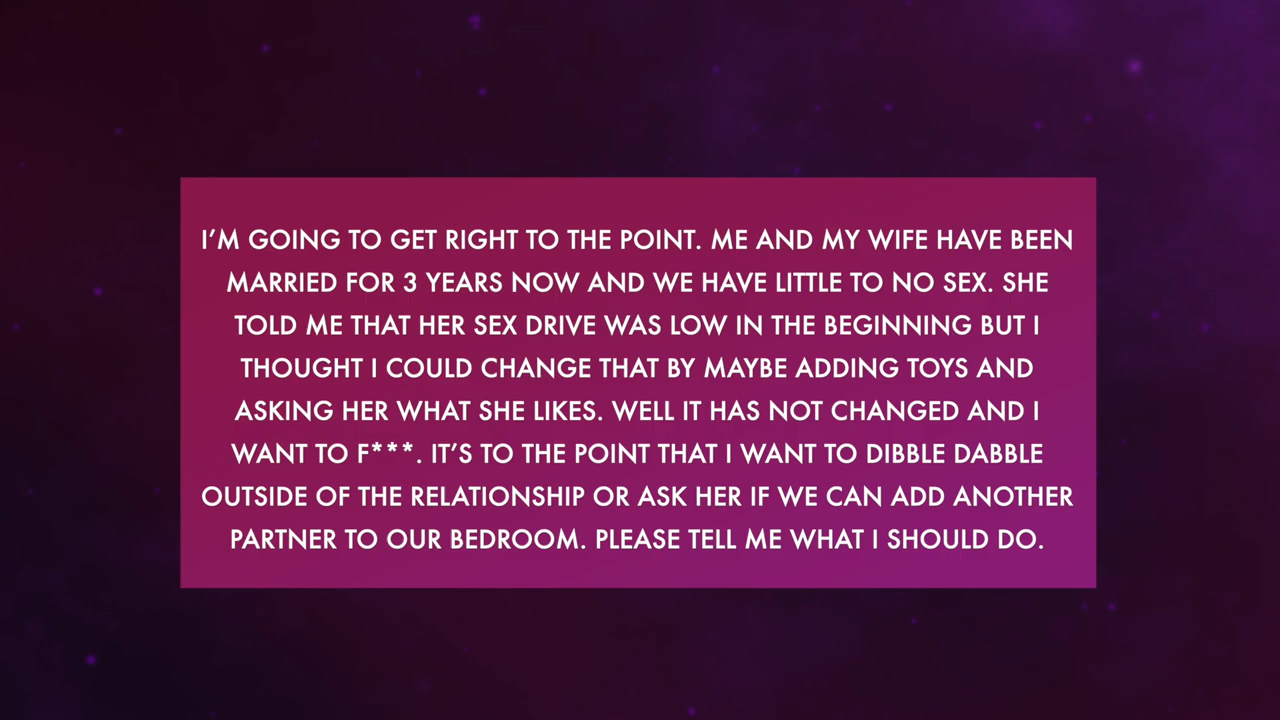 I'M GOING TO GET RIGHT TO THE POINT. ME AND MY WIFE HAVE BEEN
MARRIED FOR 3 YEARS NOW AND WE HAVE LITTLE TO NO SEX. SHE
TOLD ME THAT HER SEX DRIVE WAS LOW IN THE BEGINNING BUT I
THOUGHT I COULD CHANGE THAT BY MAYBE ADDING TOYS AND
ASKING HER WHAT SHE LIKES. WELL IT HAS NOT CHANGED AND I
WANT TO F***. IT'S TO THE POINT THAT I WANT TO DIBBLE DABBLE
OUTSIDE OF THE RELATIONSHIP OR ASK HER IF WE CAN ADD ANOTHER
PARTNER TO OUR BEDROOM. PLEASE TELL ME WHAT I SHOULD DO.